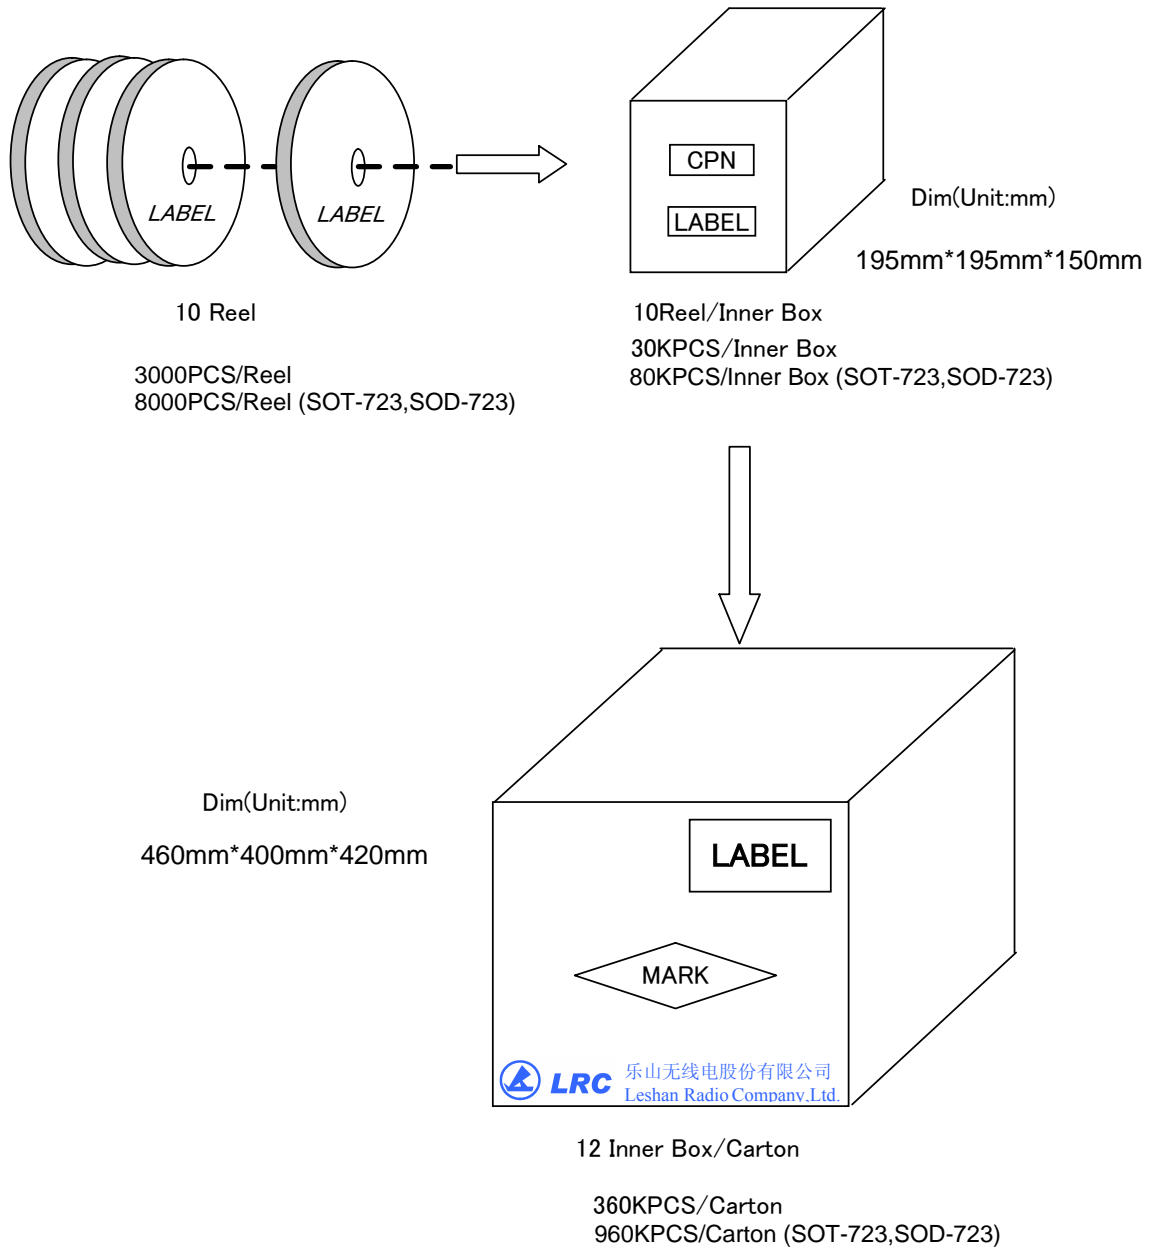 LABEL
LABEL
10 Reel
3000PCS/Reel
8000PCS/Reel (SOT-723,SOD-723)
CPN
LABEL
Dim(Unit:mm)
195mm*195mm*150mm
10Reel/Inner Box
30KPCS/Inner Box
80KPCS/Inner Box (SOT-723,SOD-723)
Dim(Unit:mm)
460mm*400mm*420mm
LABEL
MARK
LRC
乐山无线电股份有限公司
Leshan Radio Company,Ltd.
12 Inner Box/Carton
360KPCS/Carton
960KPCS/Carton (SOT-723,SOD-723)